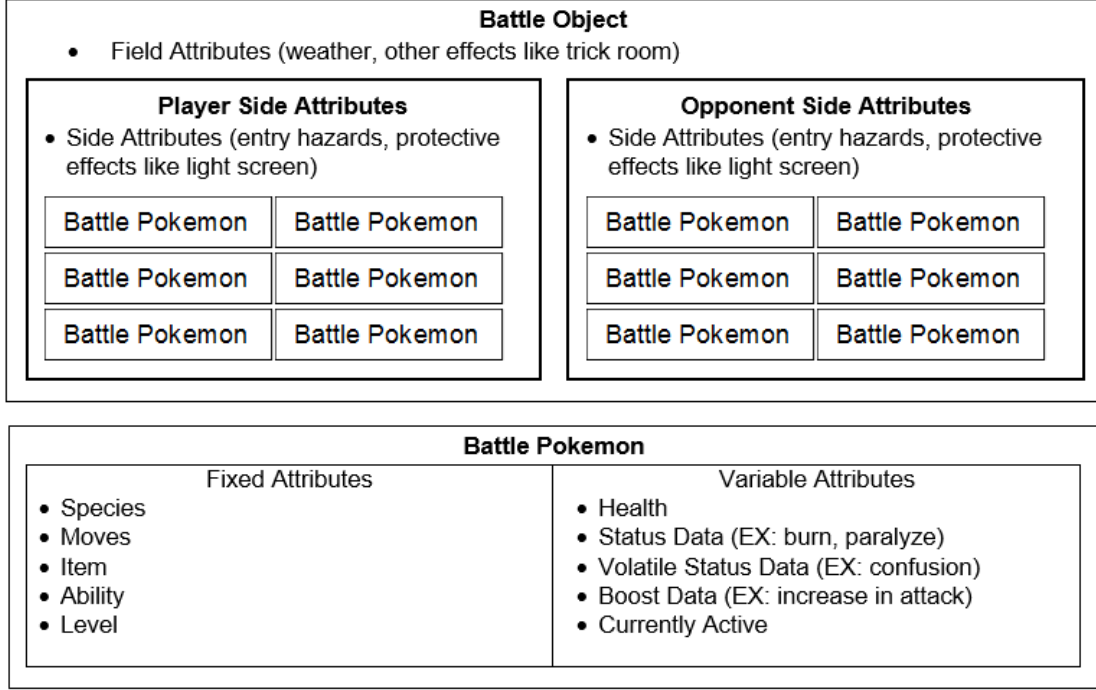 Battle Object
• Field Attributes (weather, other effects like trick room)
Player Side Attributes
• Side Attributes (entry hazards, protective
effects like light screen)
Battle Pokemon
Battle Pokemon
Battle Pokemon
Battle Pokemon
Battle Pokemon
Battle Pokemon
Opponent Side Attributes
• Side Attributes (entry hazards, protective
effects like light screen)
Battle Pokemon
Battle Pokemon
Battle Pokemon
Battle Pokemon
Battle Pokemon
Battle Pokemon
Battle Pokemon
Fixed Attributes
• Species
• Moves
• Item
• Ability
• Level
Variable Attributes
• Health
• Status Data (EX: burn, paralyze)
• Volatile Status Data (EX: confusion)
• Boost Data (EX: increase in attack)
• Currently Active